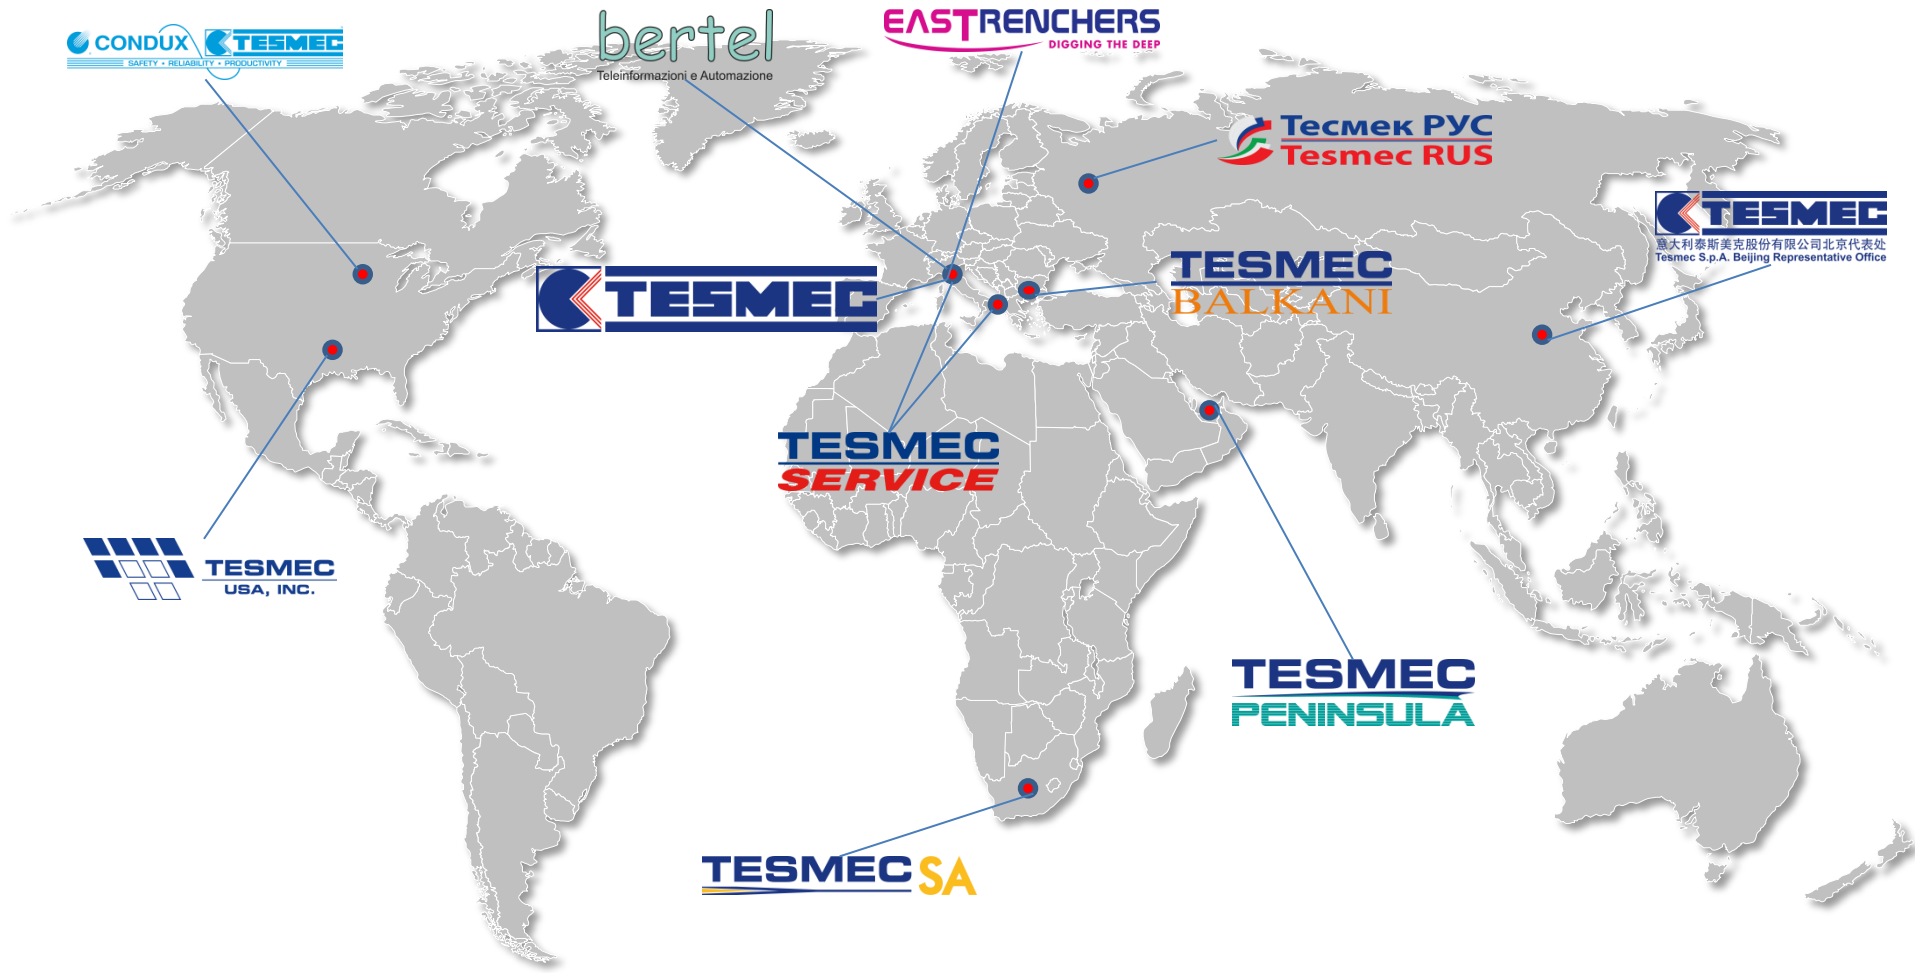 CONDUX TESMEC
SAFETY • RELIABILITY • PRODUCTIVITY
bertel
Teleinformazioni e Automazione
EASTRENCHERS
DIGGING THE DEEP
Тесмек РУС
Tesmec RUS
TESMEC
意大利泰斯美克股份有限公司北京代表处
Tesmec S.p.A. Beijing Representative Office
TESMEC
TESMEC
BALKANI
TESMEC
SERVICE
TESMEC
USA, INC.
TESMEC
PENINSULA
TESMEC SA